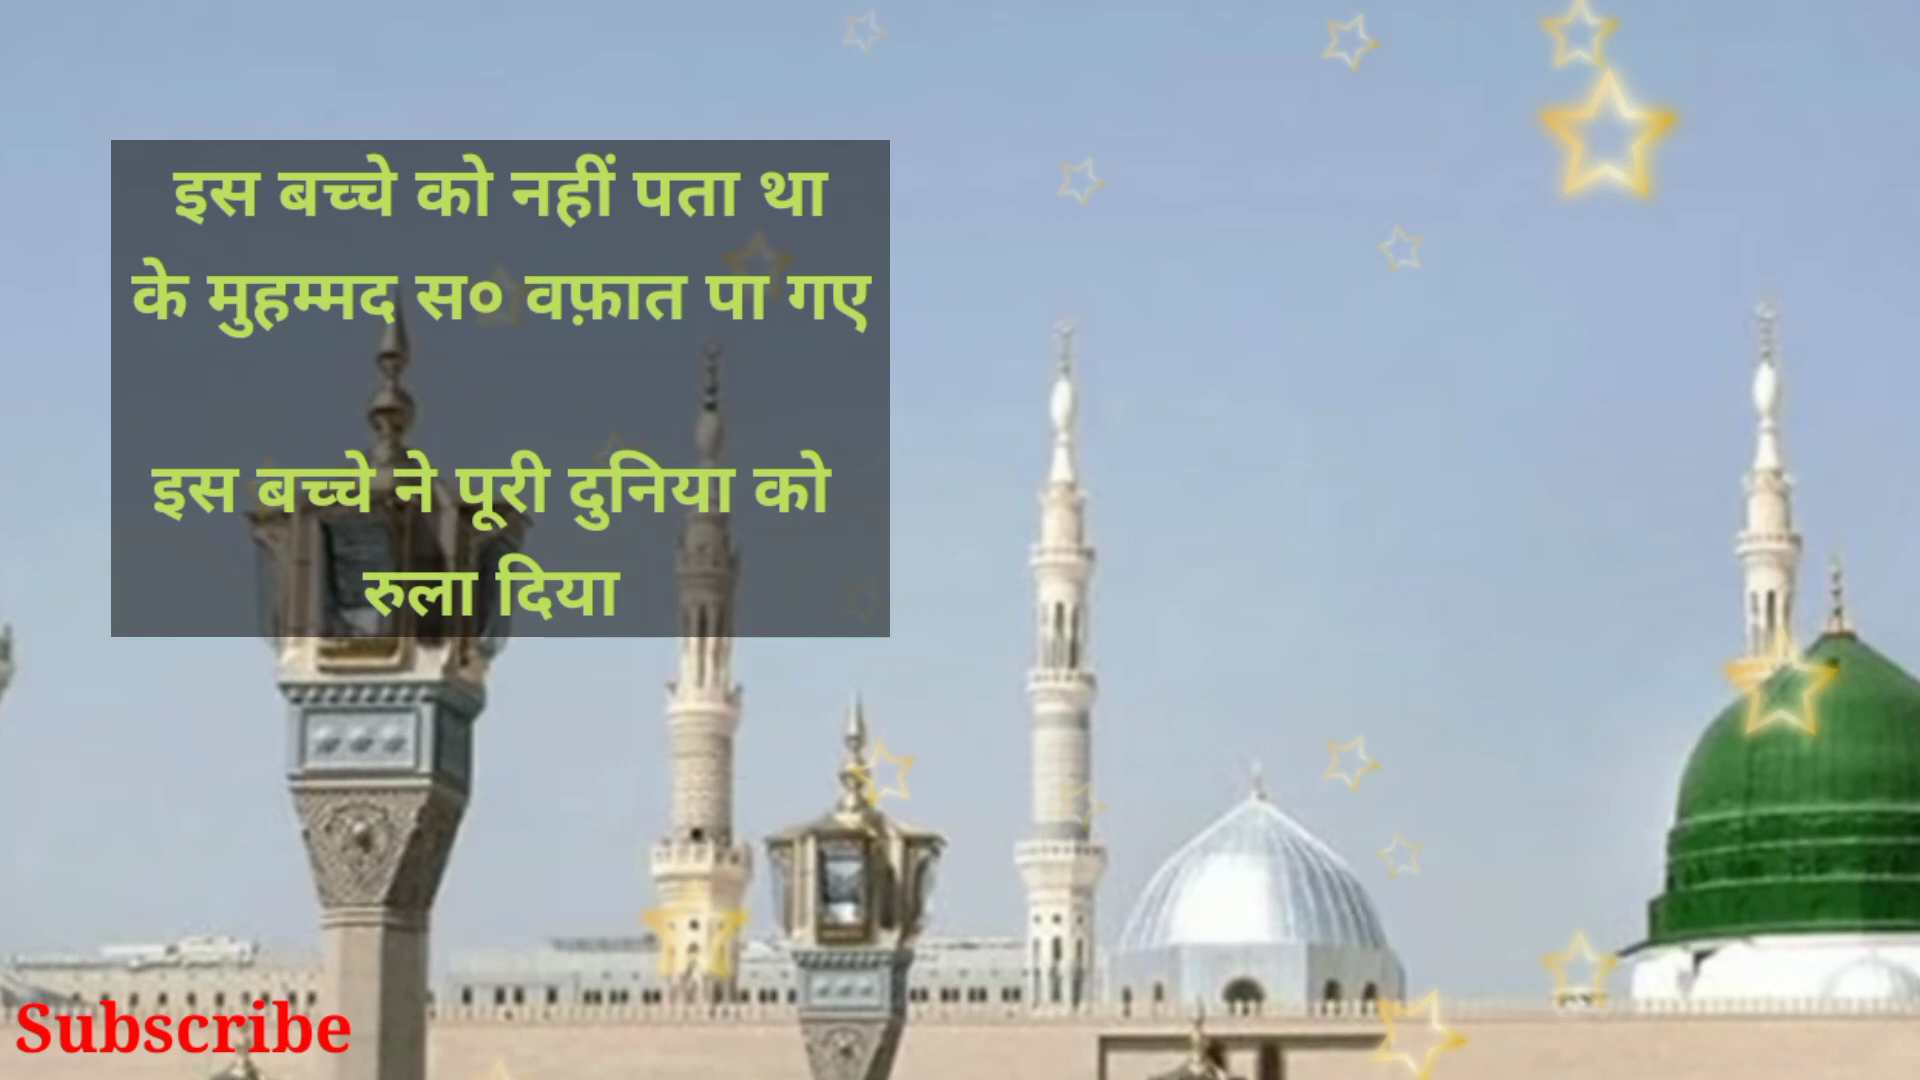 इस बच्चे को नहीं पता था
के मुहम्मद स० वफ़ात पा गए
इस बच्चे ने पूरी दुनिया को
रुला दिया
Subscribe